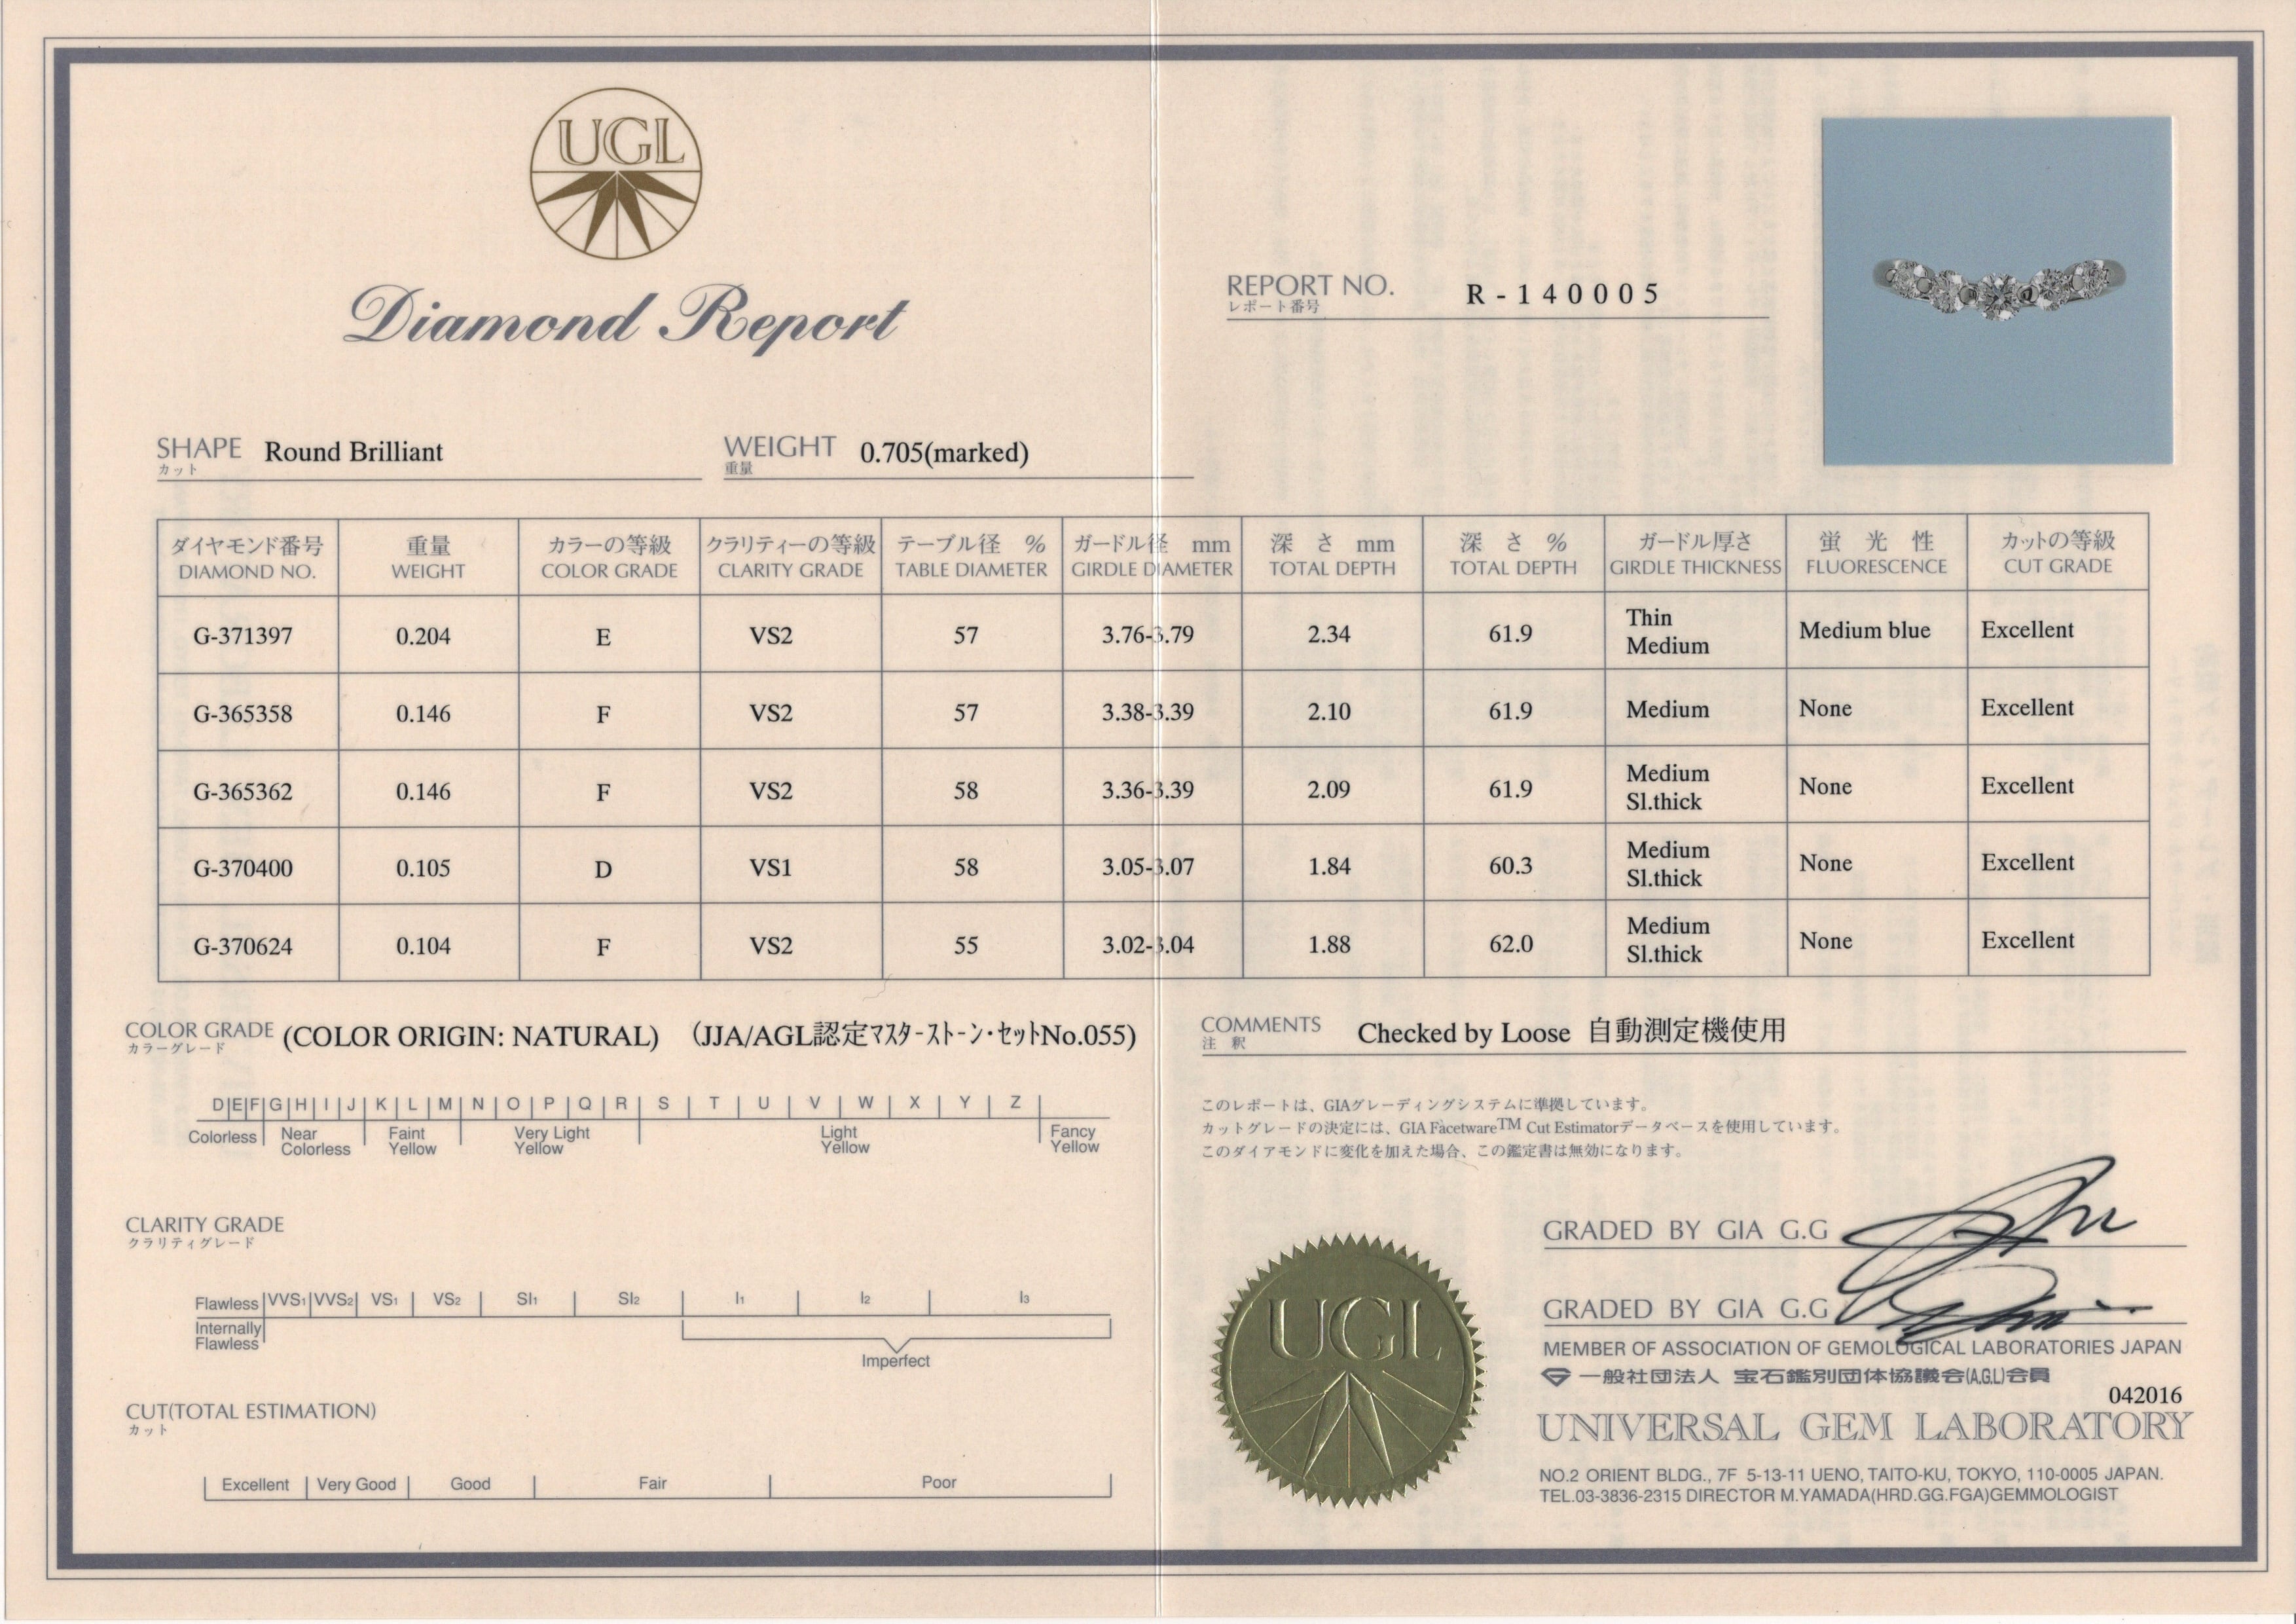 UGL
Diamond Report
REPORT NO. R-140005
レポート番号
SHAPE Round Brilliant
カット
WEIGHT 0.705(marked)
重量
ダイヤモンド番号 重量 カラーの等級 クラリティーの等級 テーブル径 % ガードル径 mm 深さ mm 深さ % ガードル厚さ 蛍光性 カットの等級
DIAMOND NO. WEIGHT COLOR GRADE CLARITY GRADE TABLE DIAMETER GIRDLE DIAMETER TOTAL DEPTH TOTAL DEPTH GIRDLE THICKNESS FLUORESCENCE CUT GRADE
G-371397 0.204 E VS2 57 3.76-3.79 2.34 61.9 Thin Medium Medium blue Excellent
G-365358 0.146 F VS2 57 3.38-3.39 2.10 61.9 Medium None Excellent
G-365362 0.146 F VS2 58 3.36-3.39 2.09 61.9 Medium Sl.thick None Excellent
G-370400 0.105 D VS1 58 3.05-3.07 1.84 60.3 Medium Sl.thick None Excellent
G-370624 0.104 F VS2 55 3.02-3.04 1.88 62.0 Medium Sl.thick None Excellent
COLOR GRADE (COLOR ORIGIN: NATURAL) (JJA/AGL認定ﾏｽﾀｰｽﾄｰﾝ・ｾｯﾄNo.055)
カラーグレード
D|E|F|G|H|I|J|K|L|M|N|O|P|Q|R|S|T|U|V|W|X|Y|Z|
Colorless Near Colorless Faint Yellow Very Light Yellow Light Yellow Fancy Yellow
CLARITY GRADE
クラリティグレード
Flawless VVS1 VVS2 VS1 VS2 SI1 SI2 I1 I2 I3
Internally Flawless
Imperfect
CUT(TOTAL ESTIMATION)
カット
Excellent Very Good Good Fair Poor
COMMENTS Checked by Loose 自動測定機使用
注釈
このレポートは、GIAグレーディングシステムに準拠しています。
カットグレードの決定には、GIA Facetware™ Cut Estimatorデータベースを使用しています。
このダイアモンドに変化を加えた場合、この鑑定書は無効になります。
UGL
GRADED BY GIA G.G
GRADED BY GIA G.G
MEMBER OF ASSOCIATION OF GEMOLOGICAL LABORATORIES JAPAN
一般社団法人 宝石鑑別団体協議会(A.G.L)会員
042016
UNIVERSAL GEM LABORATORY
NO.2 ORIENT BLDG., 7F 5-13-11 UENO, TAITO-KU, TOKYO, 110-0005 JAPAN.
TEL.03-3836-2315 DIRECTOR M.YAMADA(HRD.GG.FGA)GEMMOLOGIST